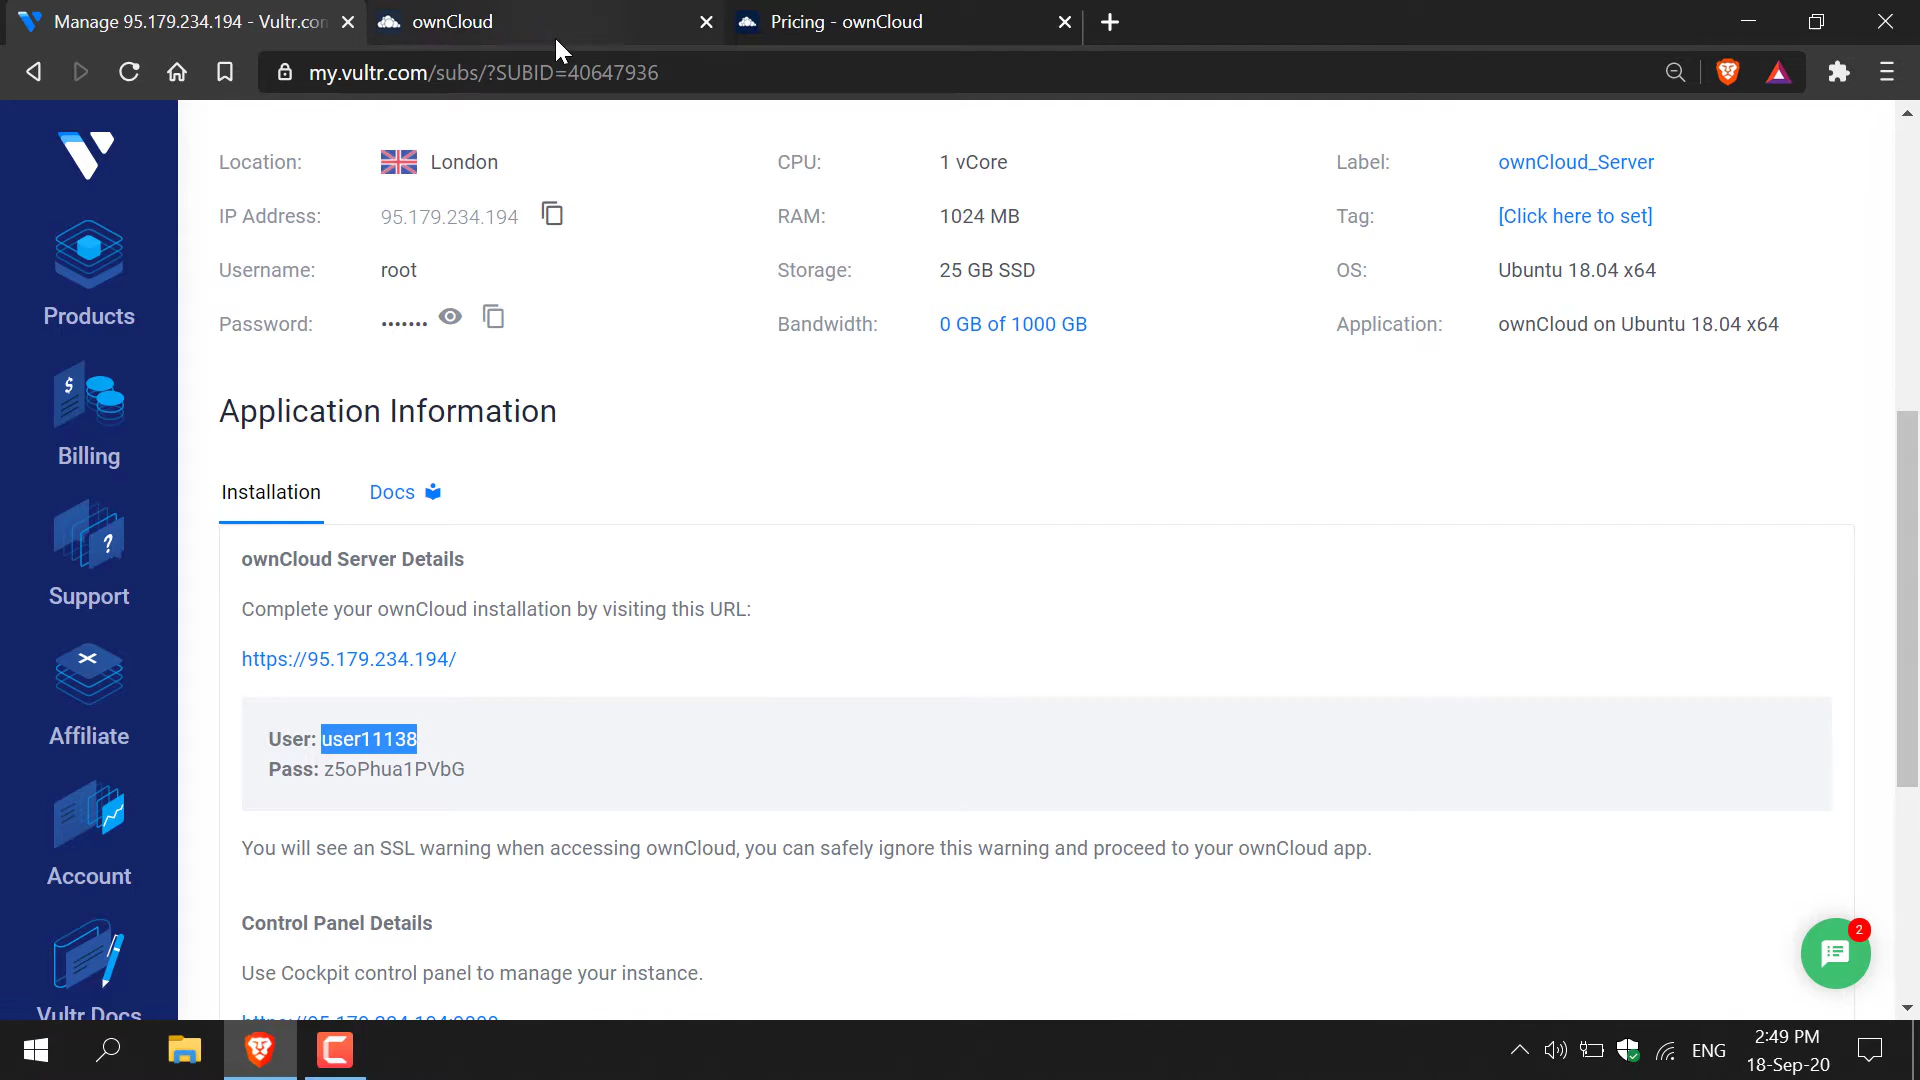 Manage 95.179.234.194 - Vultr.com
ownCloud
Pricing - ownCloud
my.vultr.com/subs/?SUBID=40647936
Products
Billing
Support
Affiliate
Account
Vultr Docs
Location: London
IP Address: 95.179.234.194
Username: root
Password: •••••••
CPU: 1 vCore
RAM: 1024 MB
Storage: 25 GB SSD
Bandwidth: 0 GB of 1000 GB
Label: ownCloud_Server
Tag: [Click here to set]
OS: Ubuntu 18.04 x64
Application: ownCloud on Ubuntu 18.04 x64
Application Information
Installation
Docs
ownCloud Server Details
Complete your ownCloud installation by visiting this URL:
https://95.179.234.194/
User: user11138
Pass: z5oPhua1PVbG
You will see an SSL warning when accessing ownCloud, you can safely ignore this warning and proceed to your ownCloud app.
Control Panel Details
Use Cockpit control panel to manage your instance.
2
ENG
2:49 PM
18-Sep-20